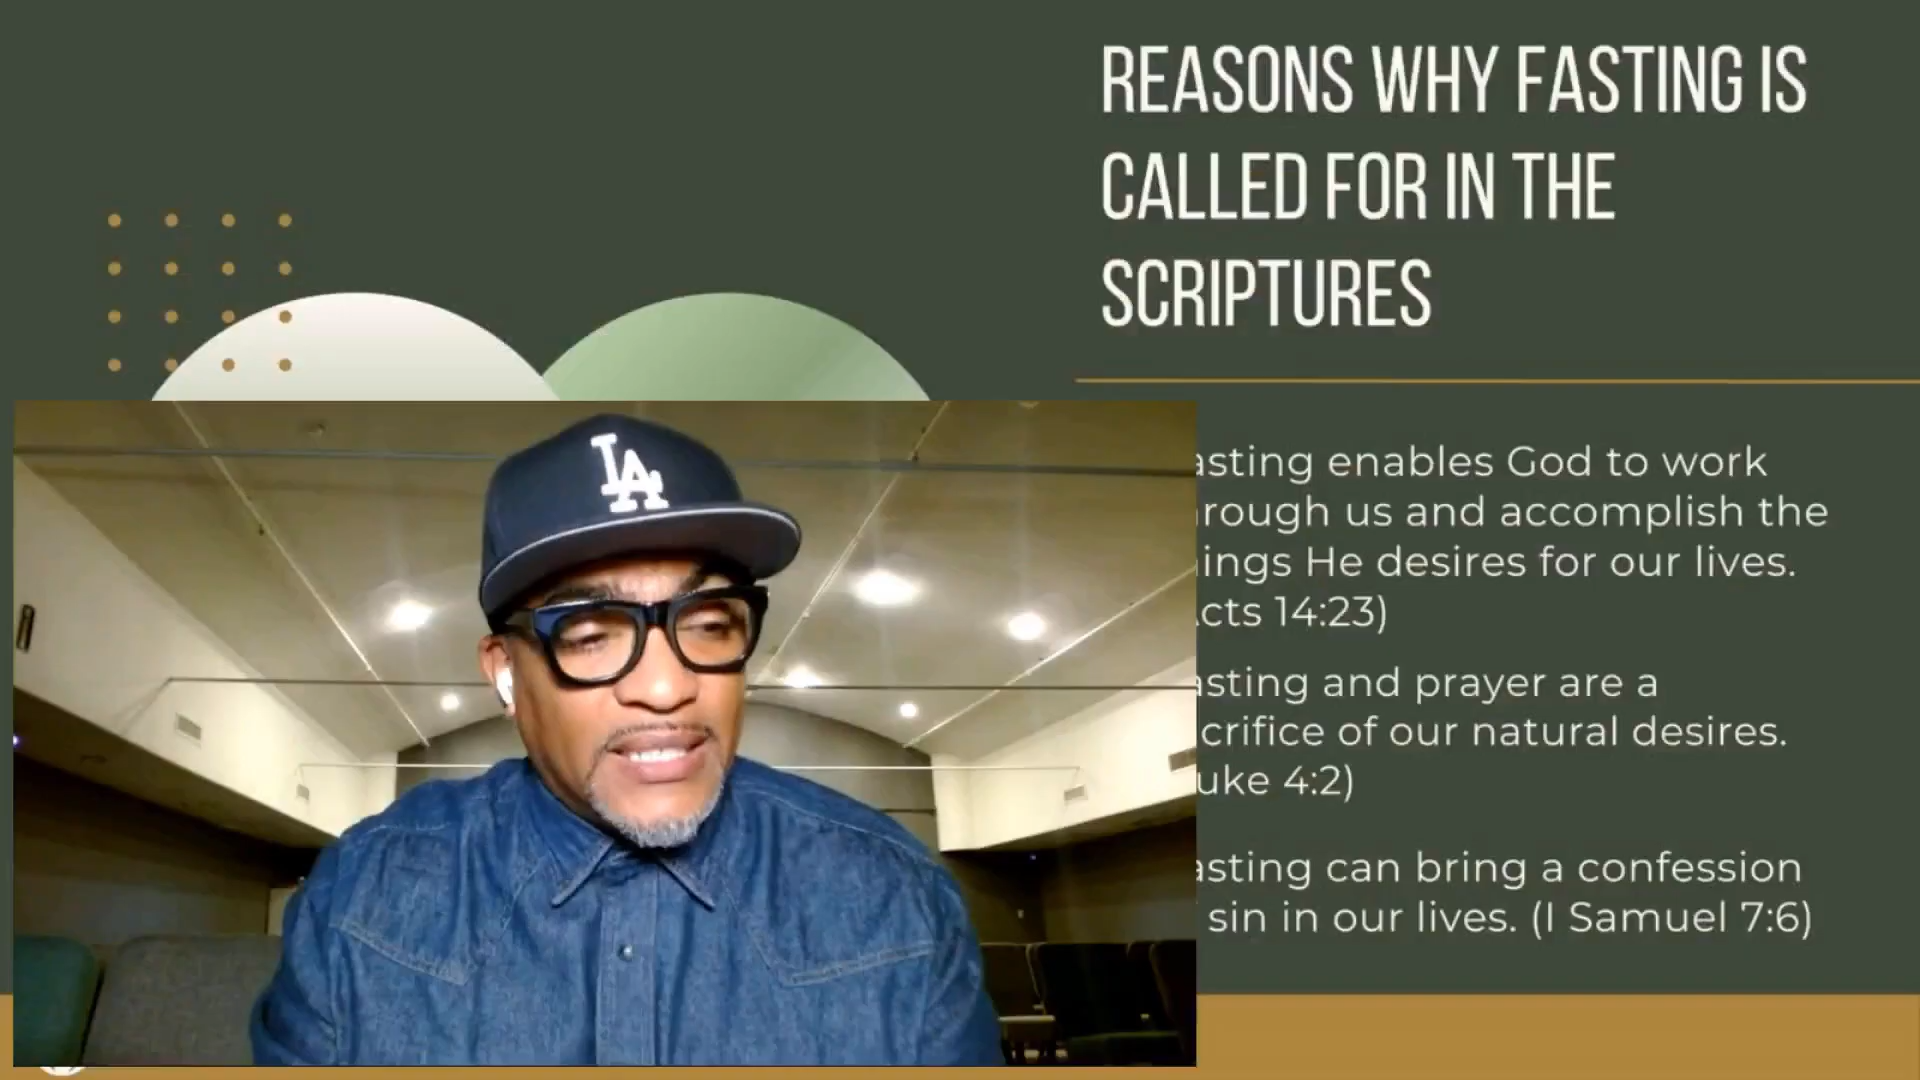 REASONS WHY FASTING IS
CALLED FOR IN THE
SCRIPTURES
LA
asting enables God to work
rough us and accomplish the
ings He desires for our lives.
cts 14:23)
asting and prayer are a
crifice of our natural desires.
uke 4:2)
asting can bring a confession
sin in our lives. (I Samuel 7:6)